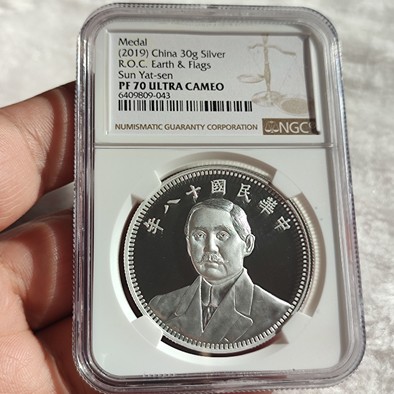 Medal
(2019) China 30g Silver
R.O.C. Earth & Flags
Sun Yat-sen
PF 70 ULTRA CAMEO
6409809-043
NUMISMATIC GUARANTY CORPORATION NGC
年八十國民華中